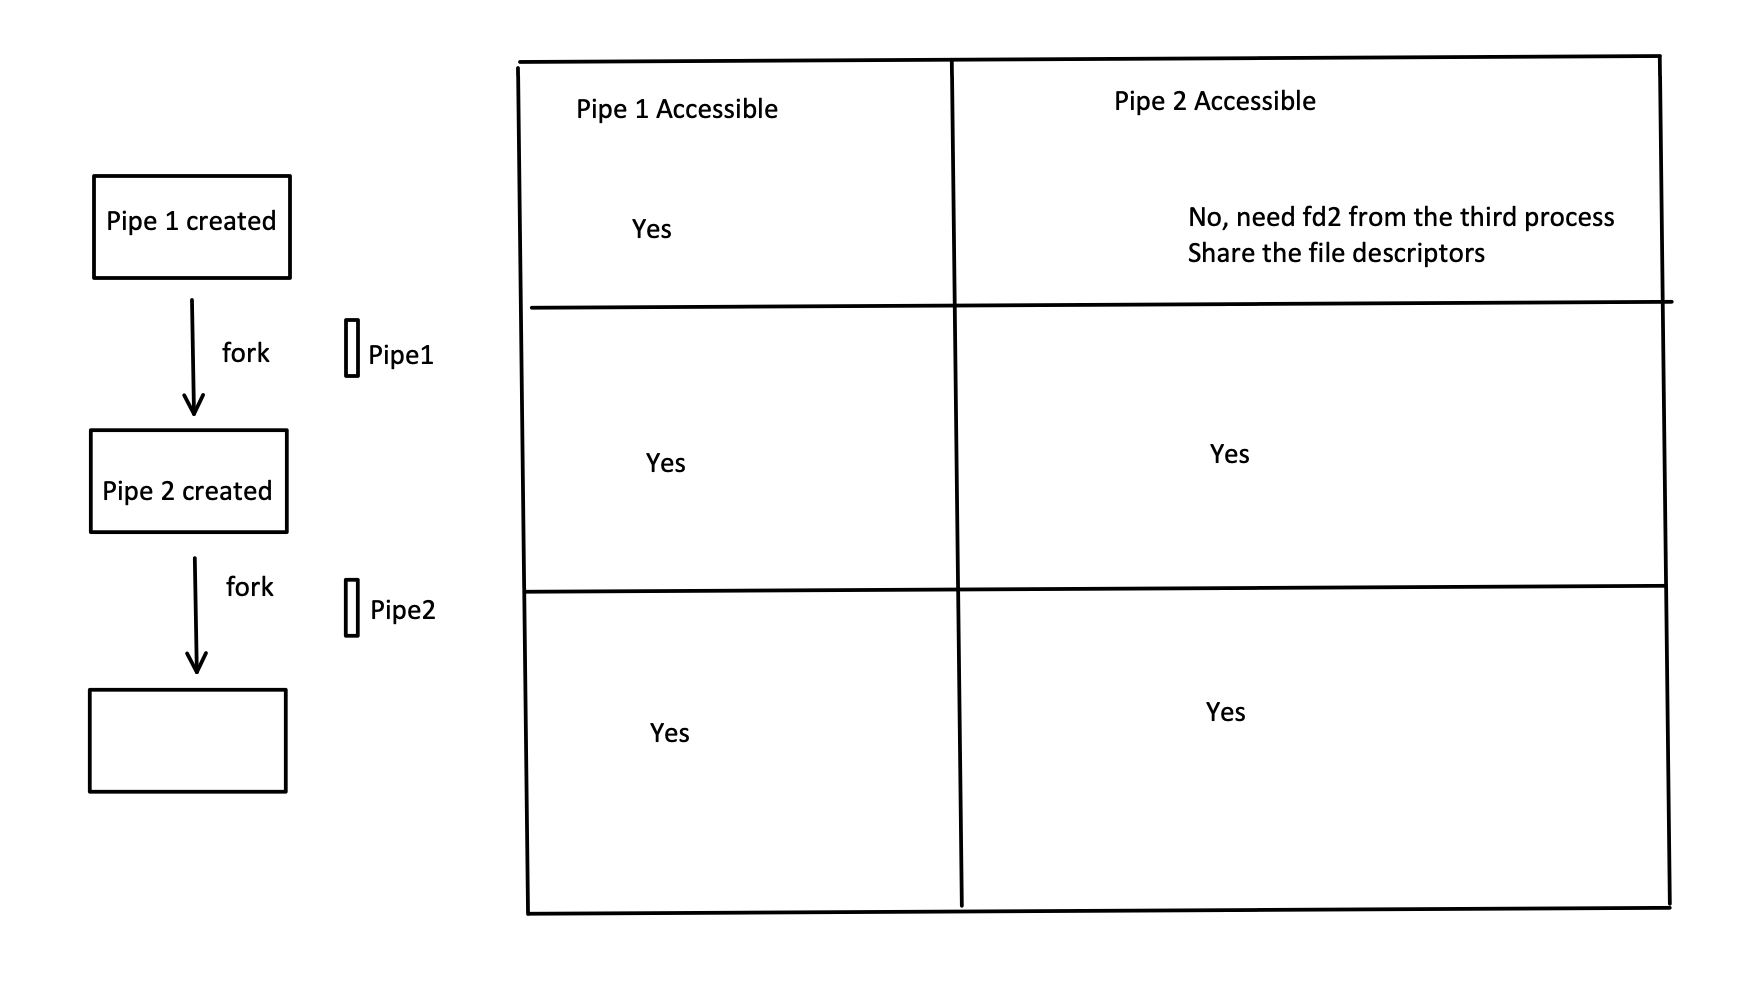 Pipe 1 Accessible
Pipe 2 Accessible
Pipe 1 created
Yes
No, need fd2 from the third process
Share the file descriptors
fork
Pipe1
Pipe 2 created
Yes
Yes
fork
Pipe2
Yes
Yes